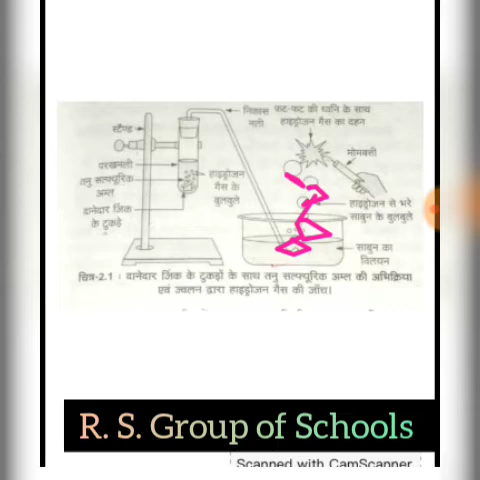 निकास नली
फट-फट की ध्वनि के साथ
हाइड्रोजन गैस का दहन
स्टैण्ड
मोमबत्ती
परखनली
तनु सल्फ्यूरिक
अम्ल
दानेदार जिंक
के टुकड़े
हाइड्रोजन
गैस के
बुलबुले
हाइड्रोजन से भरे
साबुन के बुलबुले
साबुन का
विलयन
चित्र-2.1 : दानेदार जिंक के टुकड़ों के साथ तनु सल्फ्यूरिक अम्ल की अभिक्रिया
एवं ज्वलन द्वारा हाइड्रोजन गैस की जाँच।
R. S. Group of Schools
Scanned with CamScanner